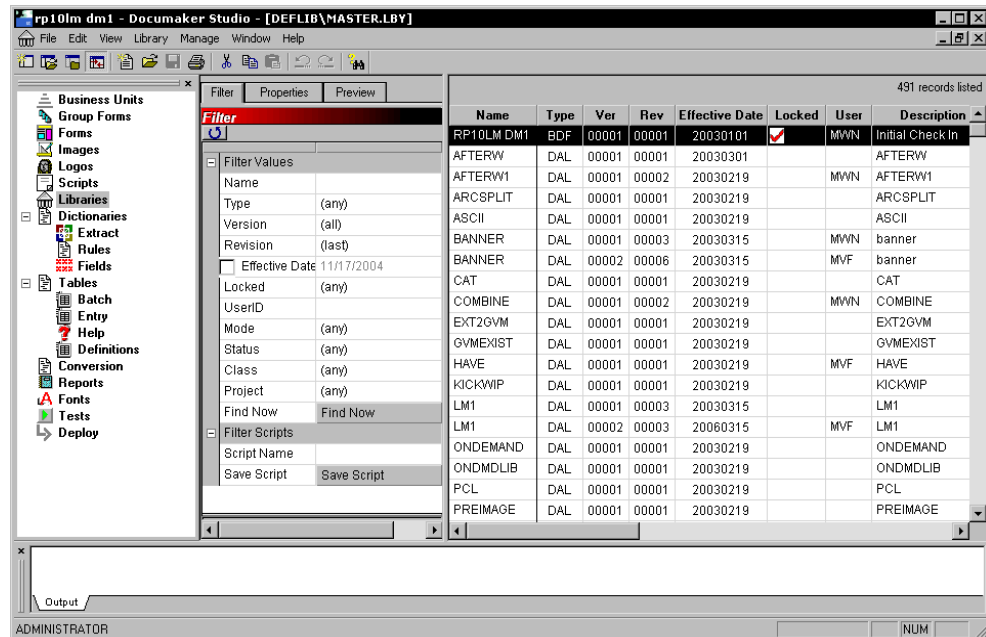 rp10lm dm1 - Documaker Studio - [DEFLIB\MASTER.LBY]
File Edit View Library Manage Window Help
Business Units
Group Forms
Forms
Images
Logos
Scripts
Libraries
Dictionaries
Extract
Rules
Fields
Tables
Batch
Entry
Help
Definitions
Conversion
Reports
Fonts
Tests
Deploy
Filter Properties Preview
Filter
Filter Values
Name
Type (any)
Version (all)
Revision (last)
Effective Date 11/17/2004
Locked (any)
UserID
Mode (any)
Status (any)
Class (any)
Project (any)
Find Now Find Now
Filter Scripts
Script Name
Save Script Save Script
491 records listed
Name Type Ver Rev Effective Date Locked User Description
RP10LM DM1 BDF 00001 00001 20030101 MWN Initial Check In
AFTERW DAL 00001 00001 20030301 AFTERW
AFTERW1 DAL 00001 00002 20030219 MWN AFTERW1
ARCSPLIT DAL 00001 00001 20030219 ARCSPLIT
ASCII DAL 00001 00001 20030219 ASCII
BANNER DAL 00001 00003 20030315 MWN banner
BANNER DAL 00002 00006 20030315 MVF banner
CAT DAL 00001 00001 20030219 CAT
COMBINE DAL 00001 00002 20030219 MWN COMBINE
EXT2GVM DAL 00001 00001 20030219 EXT2GVM
GVMEXIST DAL 00001 00001 20030219 GVMEXIST
HAVE DAL 00001 00001 20030219 MVF HAVE
KICKWIP DAL 00001 00001 20030219 KICKWIP
LM1 DAL 00001 00003 20030315 LM1
LM1 DAL 00002 00003 20060315 MVF LM1
ONDEMAND DAL 00001 00001 20030219 ONDEMAND
ONDMDLIB DAL 00001 00001 20030219 ONDMDLIB
PCL DAL 00001 00001 20030219 PCL
PREIMAGE DAL 00001 00001 20030219 PREIMAGE
Output
ADMINISTRATOR NUM